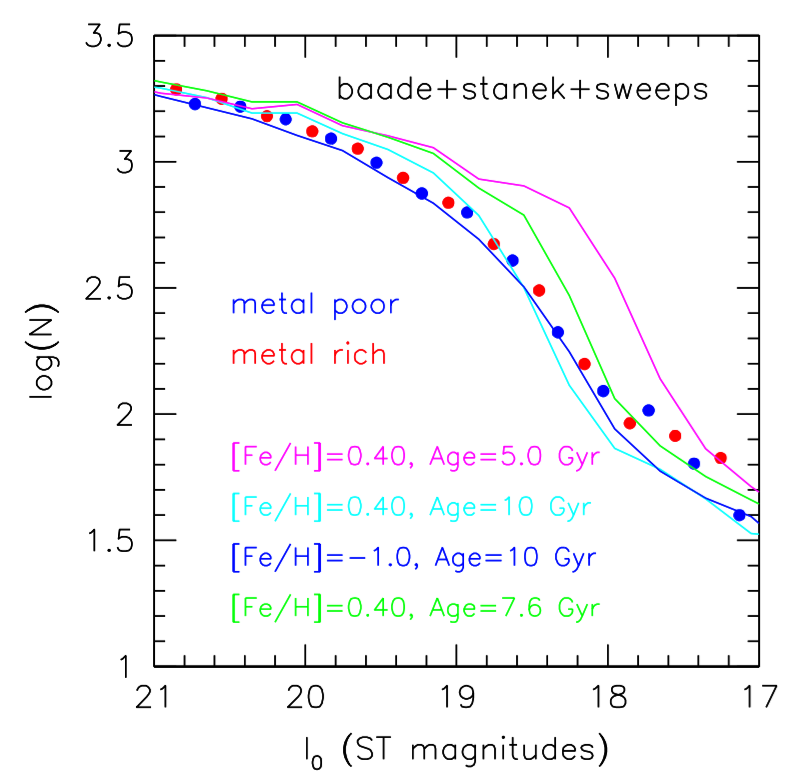 3.5
baade+stanek+sweeps
3
2.5
metal poor
metal rich
log(N)
2
[Fe/H]=0.40, Age=5.0 Gyr
[Fe/H]=0.40, Age=10 Gyr
1.5
[Fe/H]=−1.0, Age=10 Gyr
[Fe/H]=0.40, Age=7.6 Gyr
1
21 20 19 18 17
I₀ (ST magnitudes)